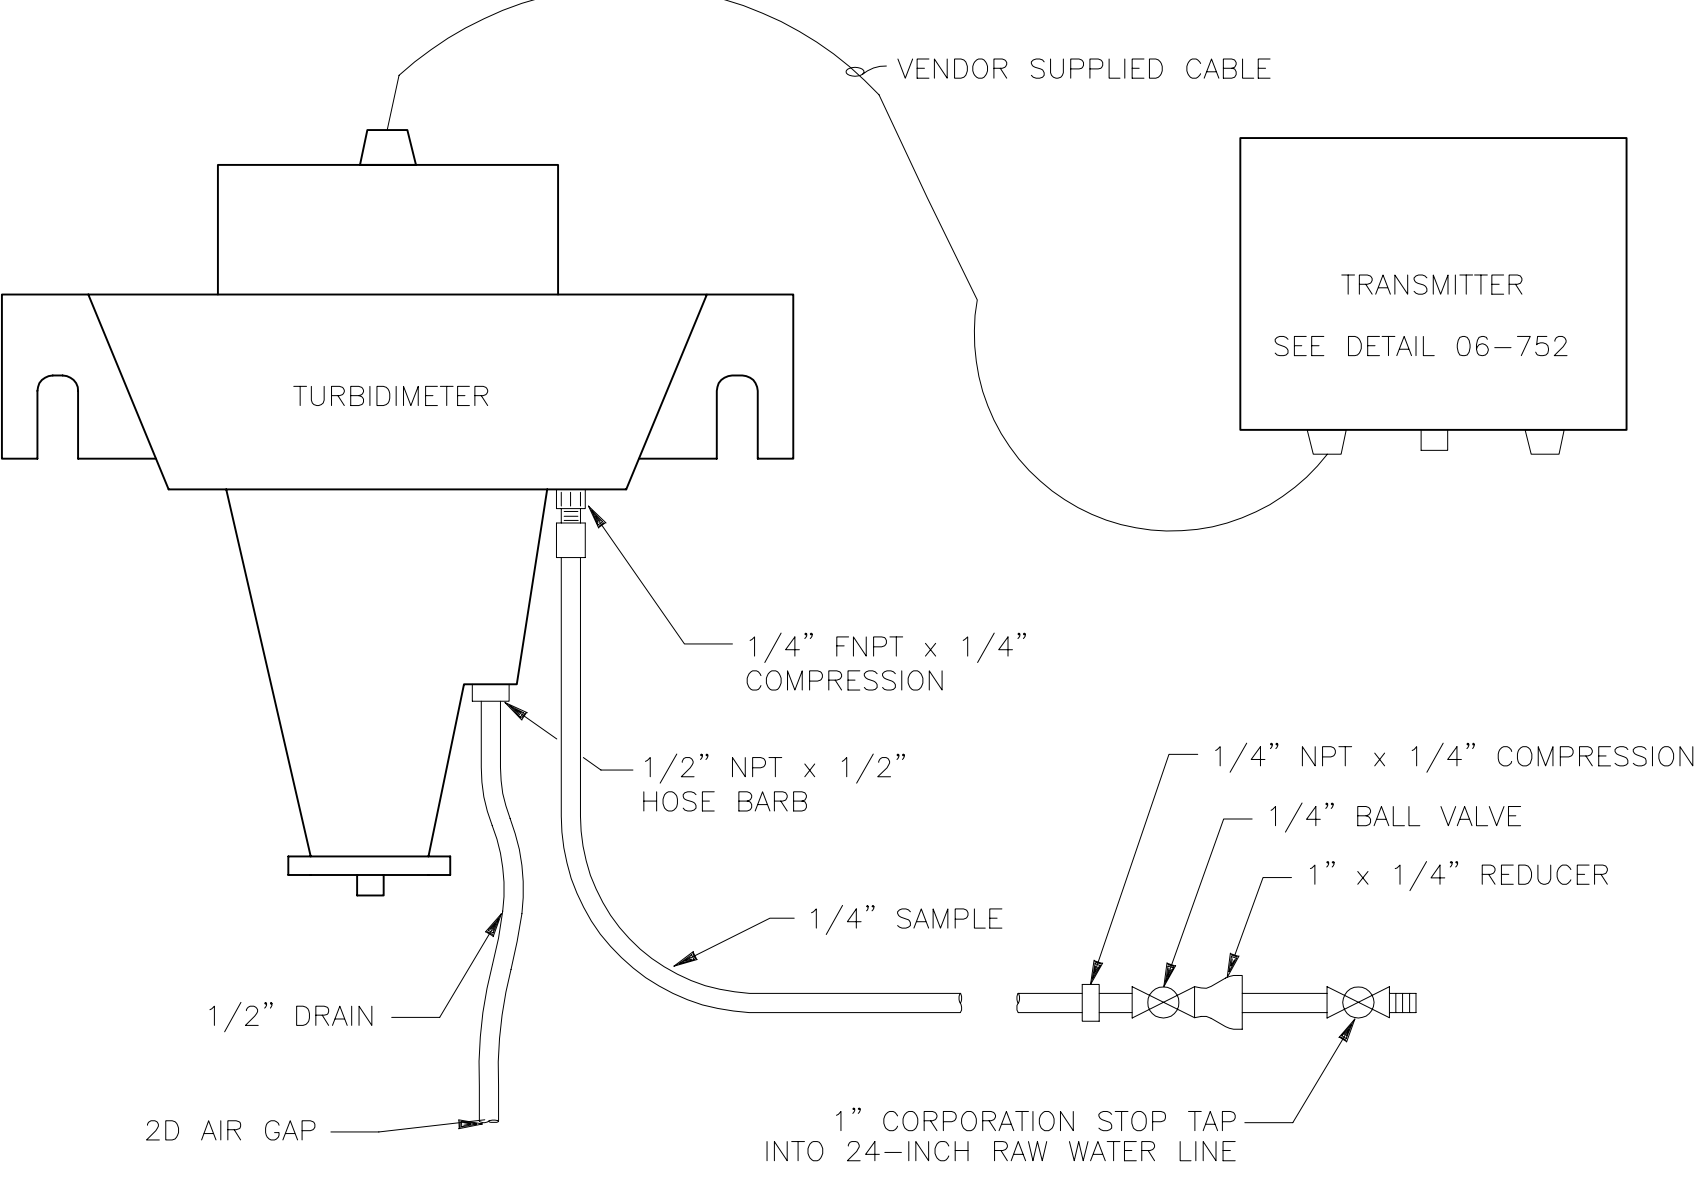 VENDOR SUPPLIED CABLE
TRANSMITTER
SEE DETAIL 06-752
TURBIDIMETER
1/4” FNPT x 1/4”
COMPRESSION
1/2” NPT x 1/2”
HOSE BARB
1/4” NPT x 1/4” COMPRESSION
1/4” BALL VALVE
1” x 1/4” REDUCER
1/4” SAMPLE
1/2” DRAIN
2D AIR GAP
1” CORPORATION STOP TAP
INTO 24-INCH RAW WATER LINE